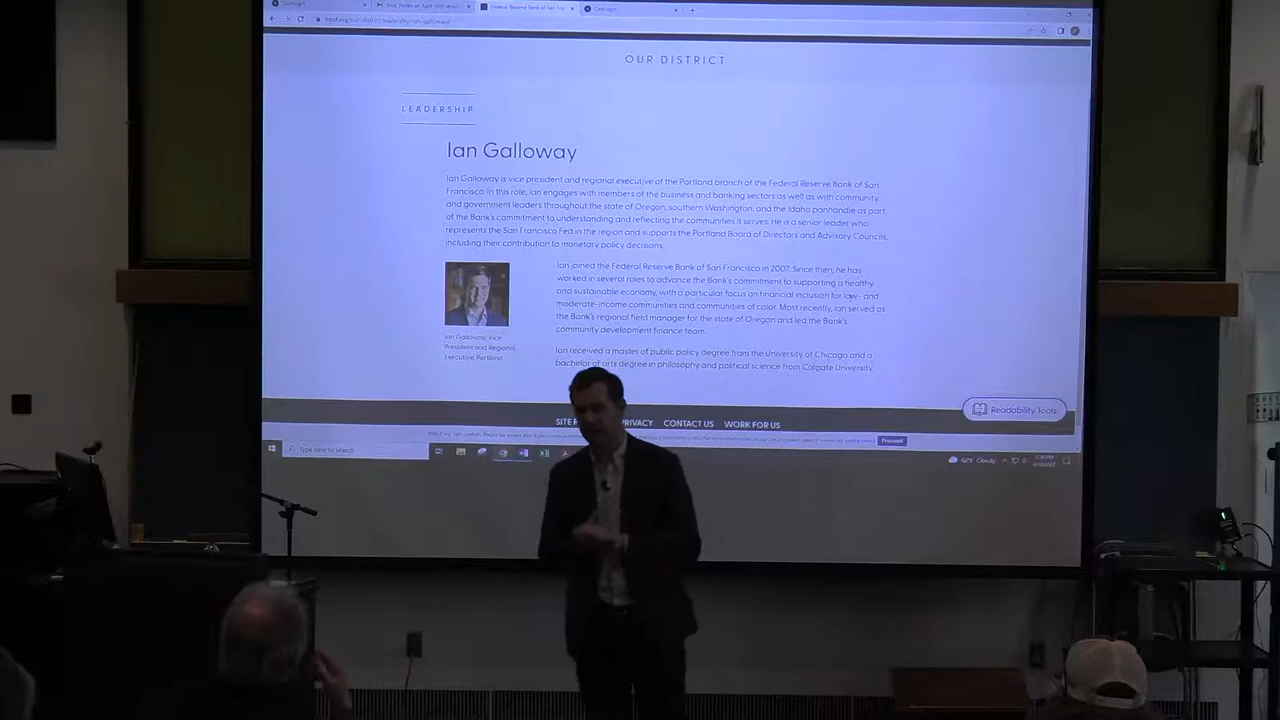 Federal Reserve Bank of San Fr
OUR DISTRICT
LEADERSHIP
Ian Galloway
Ian Galloway is vice president and regional executive of the Portland branch of the Federal Reserve Bank of San
Francisco. In this role, Ian engages with members of the business and banking sectors as well as with community
and government leaders throughout the state of Oregon, southern Washington, and the Idaho panhandle as part
of the Bank's commitment to understanding and reflecting the communities it serves. He is a senior leader who
represents the San Francisco Fed in the region and supports the Portland Board of Directors and Advisory Councils,
including their contribution to monetary policy decisions.
Ian joined the Federal Reserve Bank of San Francisco in 2007. Since then, he has
worked in several roles to advance the Bank's commitment to supporting a healthy
and sustainable economy, with a particular focus on financial inclusion for low- and
moderate-income communities and communities of color. Most recently, Ian served as
the Bank's regional field manager for the state of Oregon and led the Bank's
community development finance team.
Ian Galloway, Vice
President and Regional
Executive, Portland
Ian received a master of public policy degree from the University of Chicago and a
bachelor of arts degree in philosophy and political science from Colgate University.
Readability Tools
SITE PRIVACY CONTACT US WORK FOR US
Proceed
Type here to search
62°F Cloudy